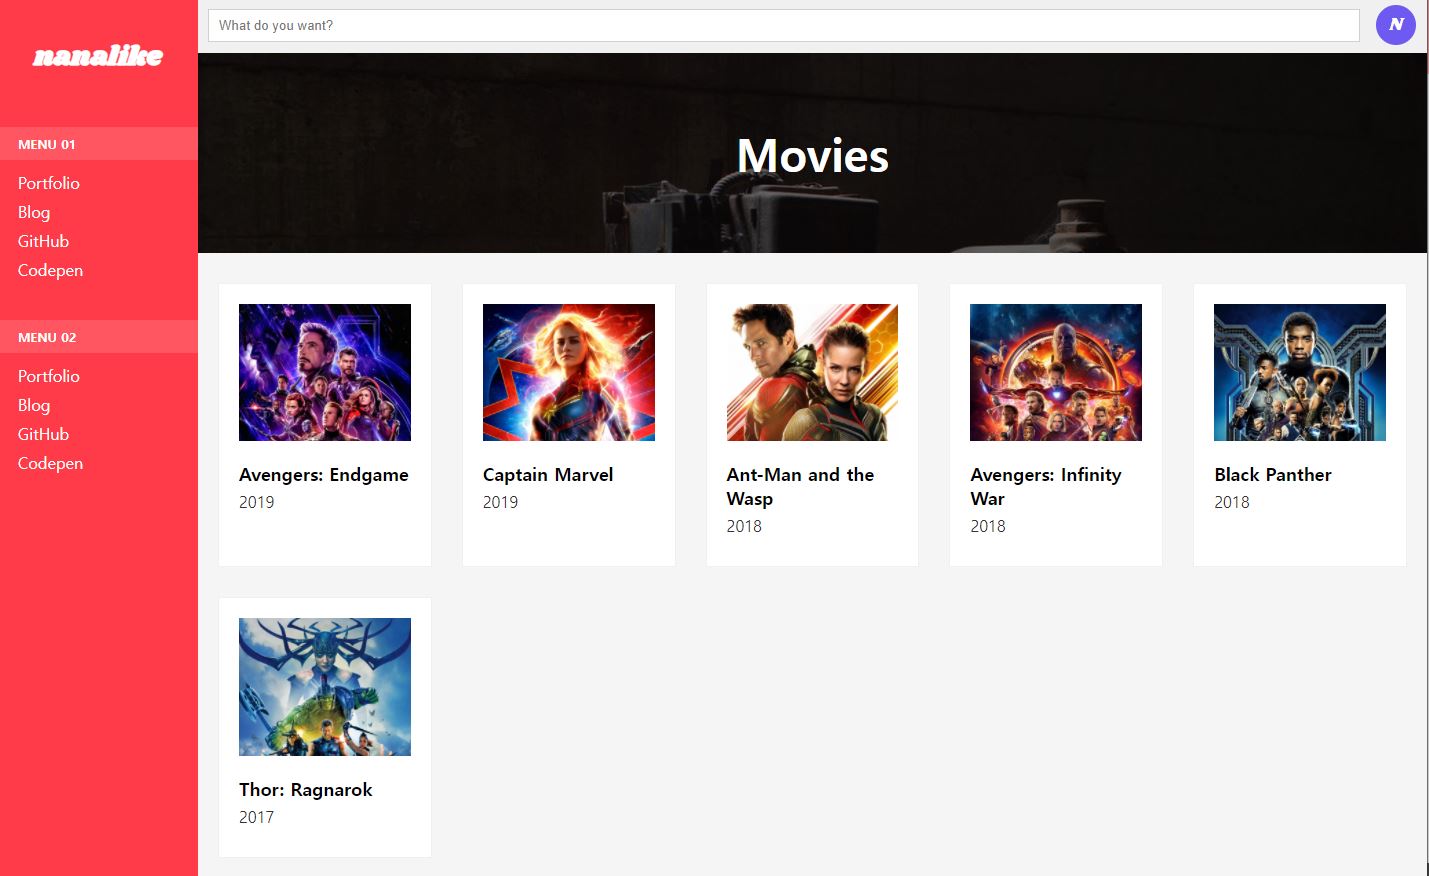 nanalike
What do you want?
N
MENU 01
Portfolio
Blog
GitHub
Codepen
MENU 02
Portfolio
Blog
GitHub
Codepen
Movies
Avengers: Endgame
2019
Captain Marvel
2019
Ant-Man and the
Wasp
2018
Avengers: Infinity
War
2018
Black Panther
2018
Thor: Ragnarok
2017